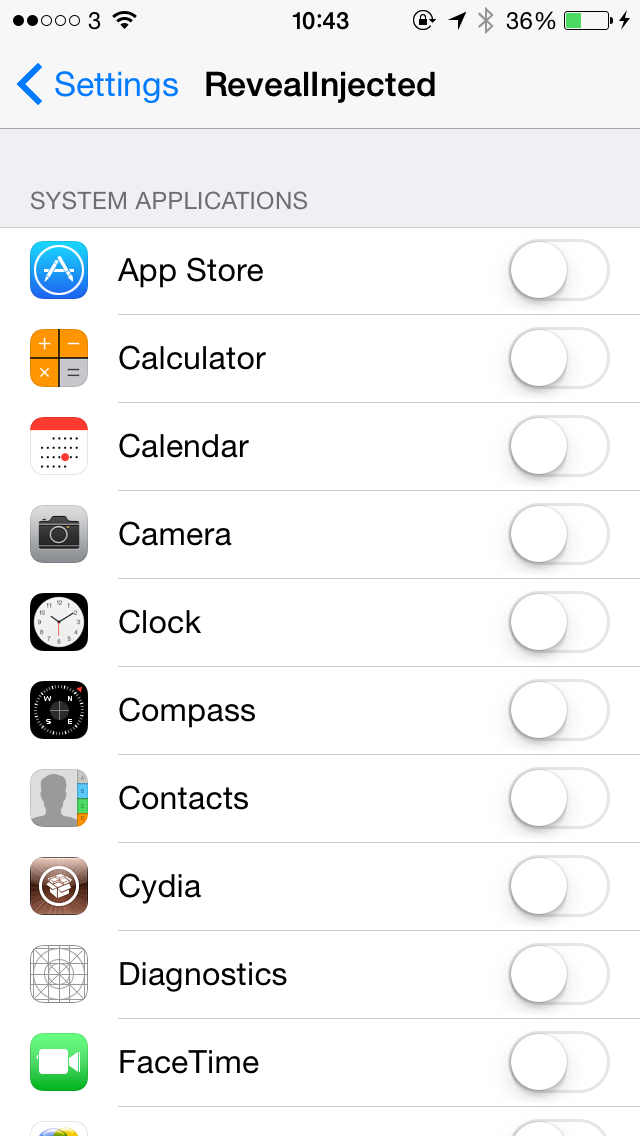 3 10:43 36%
Settings RevealInjected
SYSTEM APPLICATIONS
App Store
Calculator
Calendar
Camera
Clock
Compass
Contacts
Cydia
Diagnostics
FaceTime